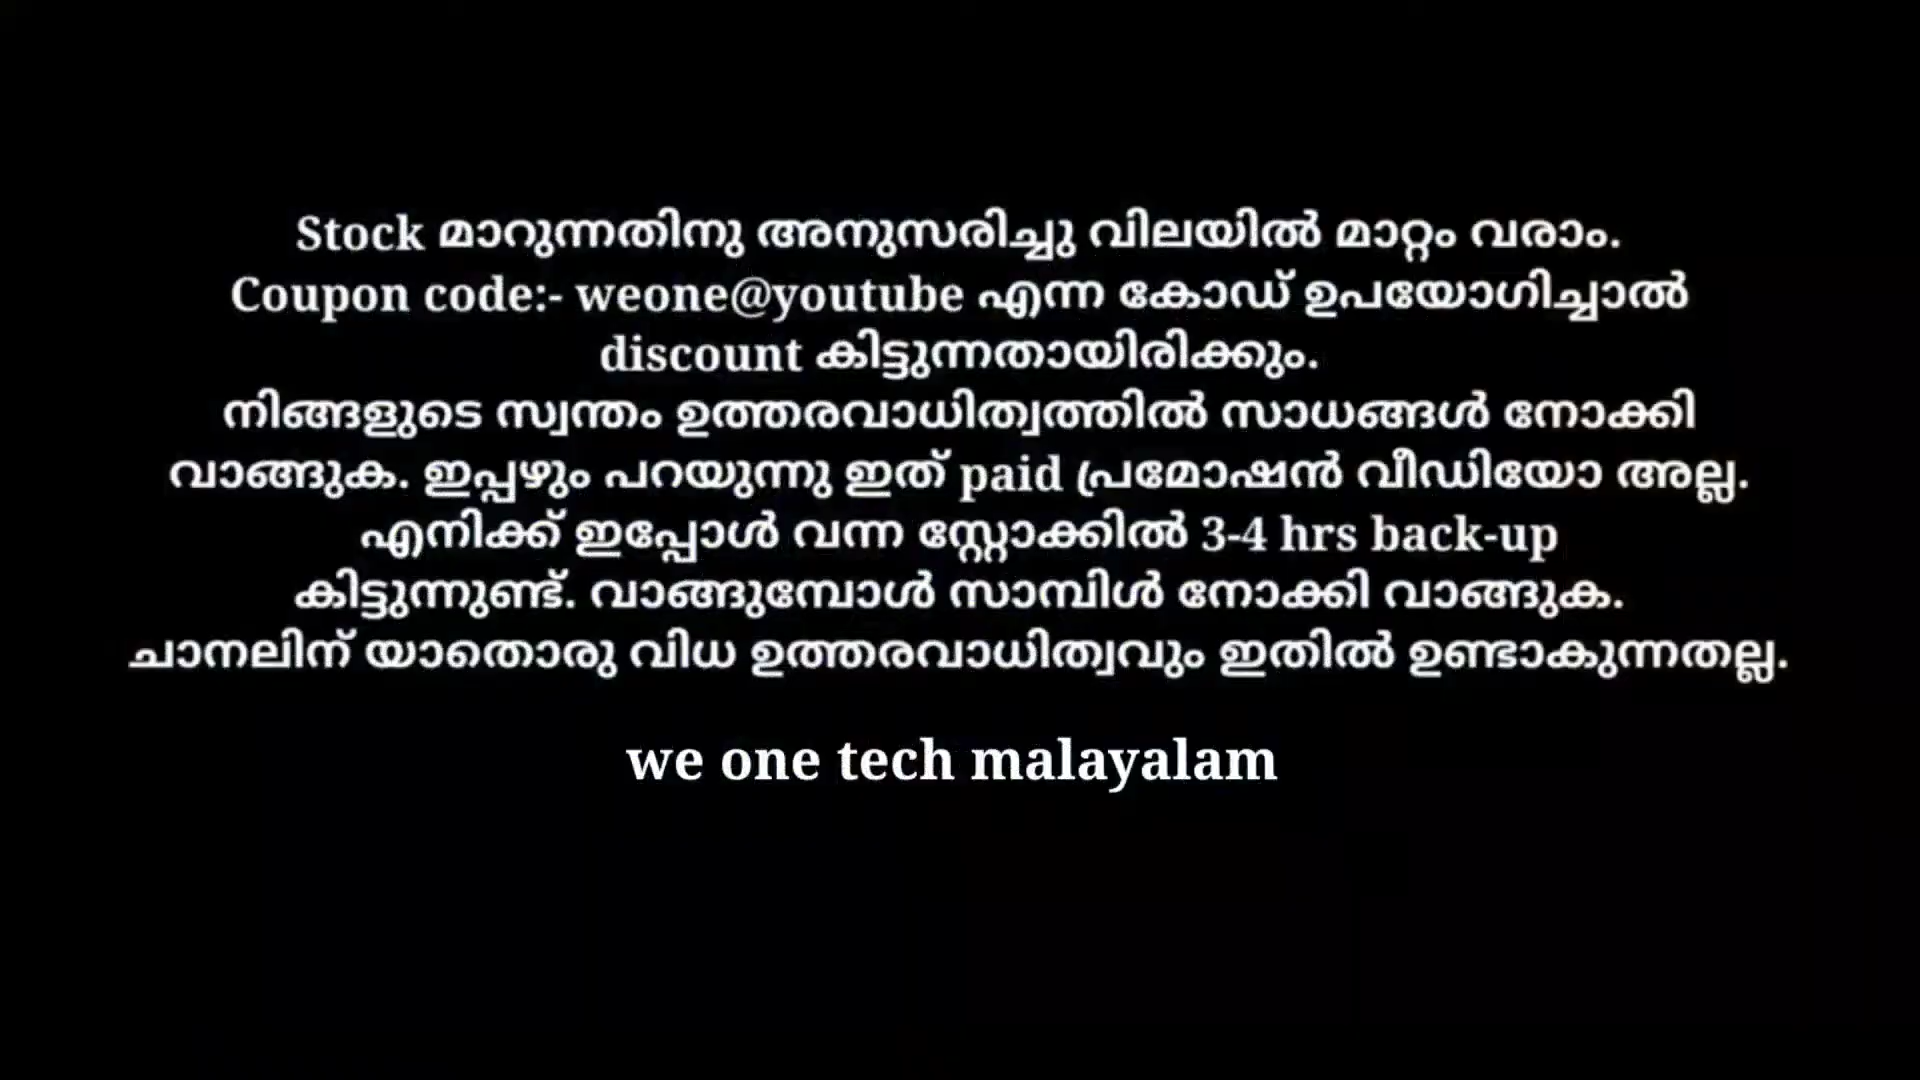 Stock മാറുന്നതിനു അനുസരിച്ചു വിലയിൽ മാറ്റം വരാം.
Coupon code:- weone@youtube എന്ന കോഡ് ഉപയോഗിച്ചാൽ
discount കിട്ടുന്നതായിരിക്കും.
നിങ്ങളുടെ സ്വന്തം ഉത്തരവാധിത്വത്തിൽ സാധങ്ങൾ നോക്കി
വാങ്ങുക. ഇപ്പഴും പറയുന്നു ഇത് paid പ്രമോഷൻ വീഡിയോ അല്ല.
എനിക്ക് ഇപ്പോൾ വന്ന സ്റ്റോക്കിൽ 3-4 hrs back-up
കിട്ടുന്നുണ്ട്. വാങ്ങുമ്പോൾ സാമ്പിൾ നോക്കി വാങ്ങുക.
ചാനലിന് യാതൊരു വിധ ഉത്തരവാധിത്വവും ഇതിൽ ഉണ്ടാകുന്നതല്ല.
we one tech malayalam